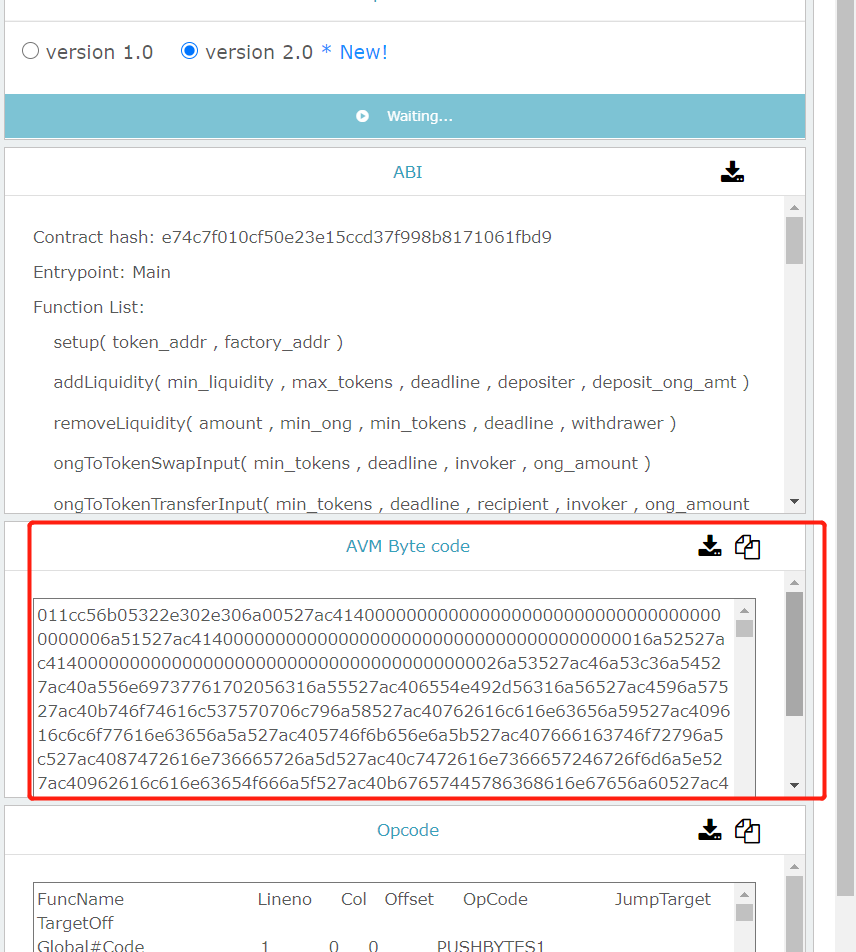 version 1.0 version 2.0 * New!
Waiting...
ABI
Contract hash: e74c7f010cf50e23e15ccd37f998b8171061fbd9
Entrypoint: Main
Function List:
setup( token_addr , factory_addr )
addLiquidity( min_liquidity , max_tokens , deadline , depositer , deposit_ong_amt )
removeLiquidity( amount , min_ong , min_tokens , deadline , withdrawer )
ongToTokenSwapInput( min_tokens , deadline , invoker , ong_amount )
ongToTokenTransferInput( min_tokens , deadline , recipient , invoker , ong_amount
AVM Byte code
011cc56b05322e302e306a00527ac4140000000000000000000000000000000000
0000006a51527ac41400000000000000000000000000000000000000016a52527a
c4140000000000000000000000000000000000000000026a53527ac46a53c36a5452
7ac40a556e69737761702056316a55527ac406554e492d56316a56527ac4596a575
27ac40b746f74616c537570706c796a58527ac40762616c616e63656a59527ac4096
16c6c6f77616e63656a5a527ac405746f6b656e6a5b527ac407666163746f72796a5
c527ac4087472616e736665726a5d527ac40c7472616e7366657246726f6d6a5e52
7ac40962616c616e63654f666a5f527ac40b67657445786368616e67656a60527ac4
Opcode
FuncName Lineno Col Offset OpCode JumpTarget
TargetOff
Global#Code 1 0 0 PUSHBYTES1